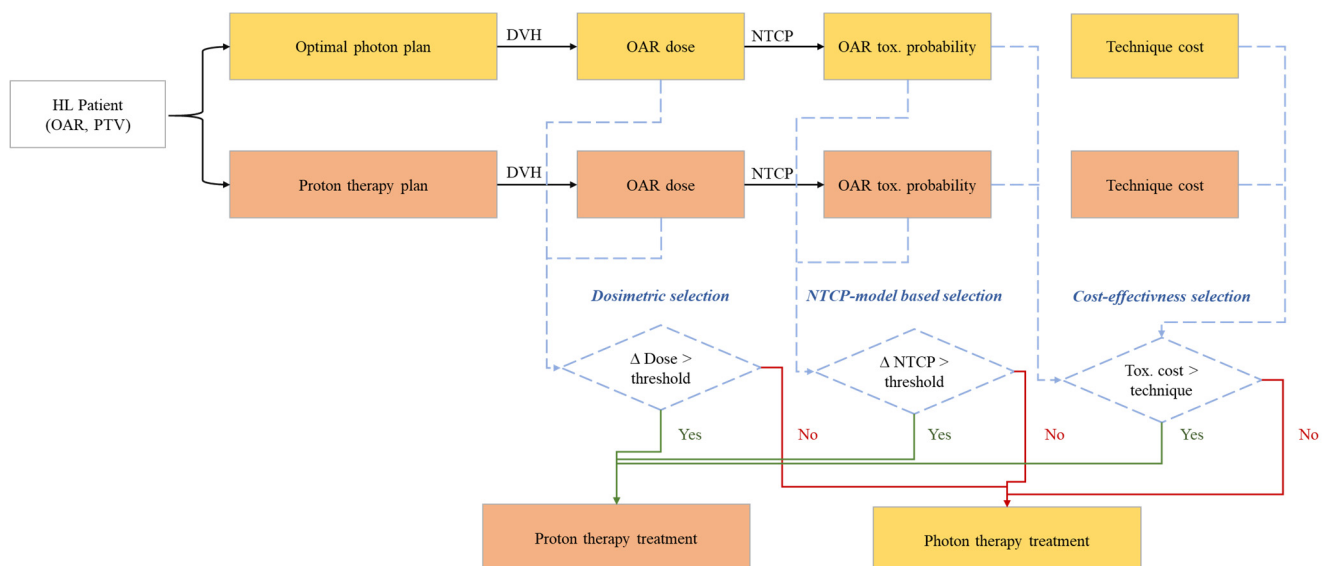 Optimal photon plan
DVH
OAR dose
NTCP
OAR tox. probability
Technique cost
HL Patient
(OAR, PTV)
Proton therapy plan
DVH
OAR dose
NTCP
OAR tox. probability
Technique cost
Dosimetric selection
NTCP-model based selection
Cost-effectivness selection
Δ Dose >
threshold
Δ NTCP >
threshold
Tox. cost >
technique
Yes
No
Yes
No
Yes
No
Proton therapy treatment
Photon therapy treatment